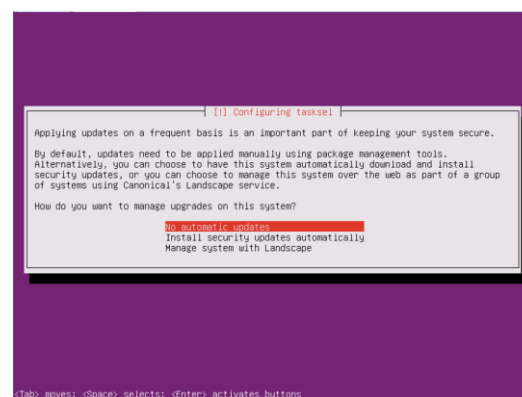 [!] Configuring tasksel
Applying updates on a frequent basis is an important part of keeping your system secure.
By default, updates need to be applied manually using package management tools.
Alternatively, you can choose to have this system automatically download and install
security updates, or you can choose to manage this system over the web as part of a group
of systems using Canonical's Landscape service.
How do you want to manage upgrades on this system?
No automatic updates
Install security updates automatically
Manage system with Landscape
<Tab> moves; <Space> selects; <Enter> activates buttons